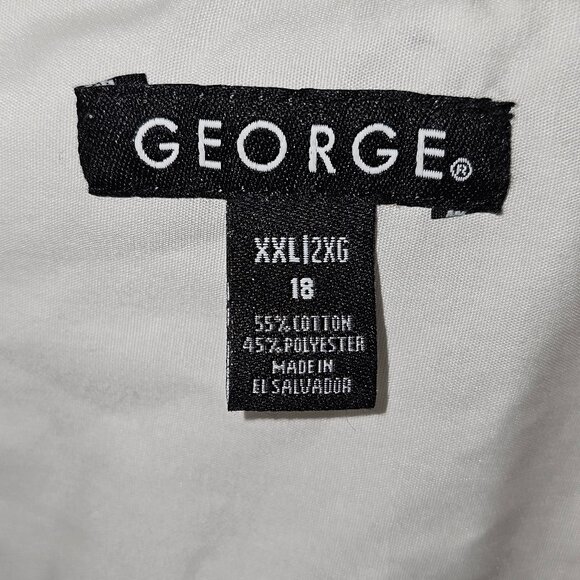 GEORGE®
XXL|2XG
18
55% COTTON
45% POLYESTER
MADE IN
EL SALVADOR